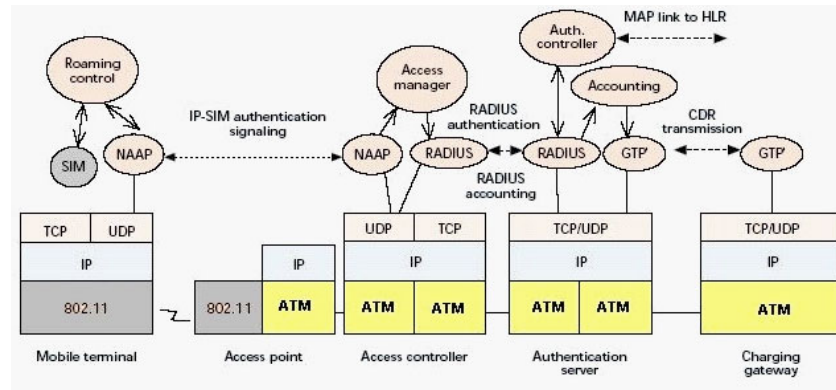 MAP link to HLR
Auth.
controller
Roaming
control
Access
manager
Accounting
IP-SIM authentication
signaling
RADIUS
authentication
CDR
transmission
SIM
NAAP
NAAP
RADIUS
RADIUS
GTP'
GTP'
RADIUS
accounting
TCP
UDP
UDP
TCP
TCP/UDP
TCP/UDP
IP
IP
IP
IP
IP
802.11
802.11
ATM
ATM
ATM
ATM
ATM
ATM
Mobile terminal
Access point
Access controller
Authentication
server
Charging
gateway